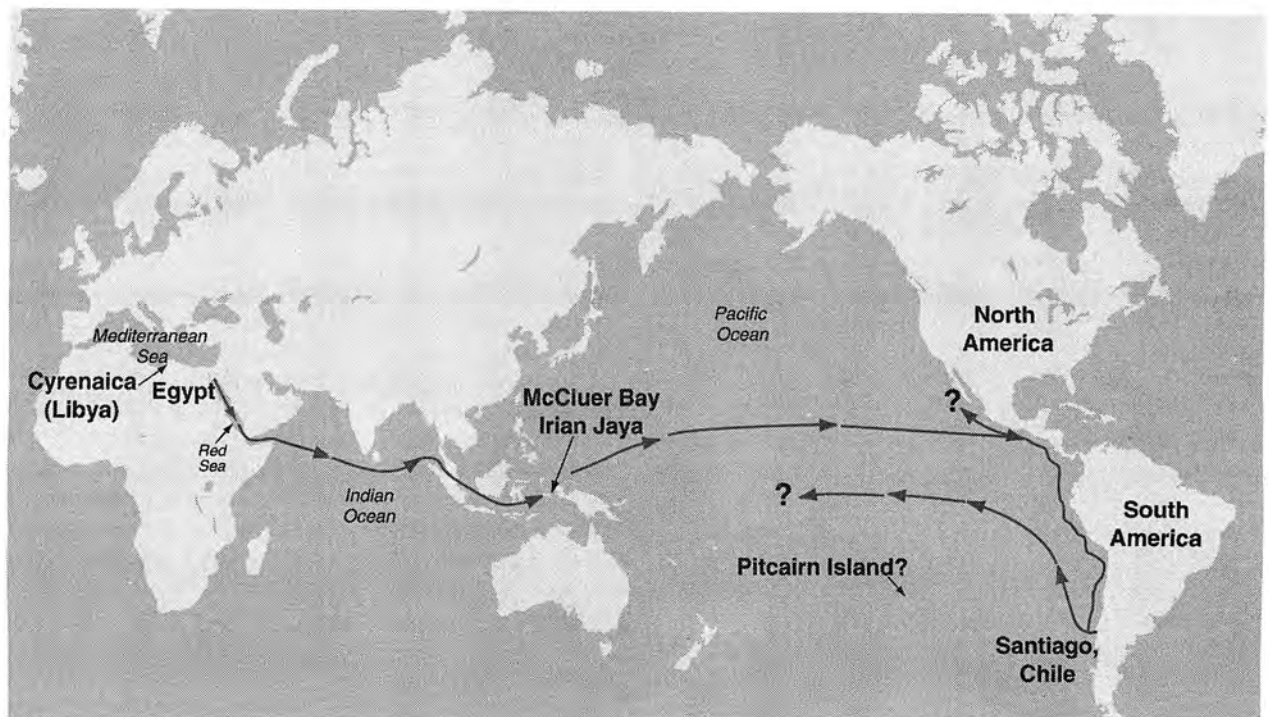 Pacific
Ocean
North
America
Mediterranean
Sea
Cyrenaica
(Libya)
Egypt
McCluer Bay
Irian Jaya
?
Red
Sea
Indian
Ocean
?
South
America
Pitcairn Island?
Santiago,
Chile